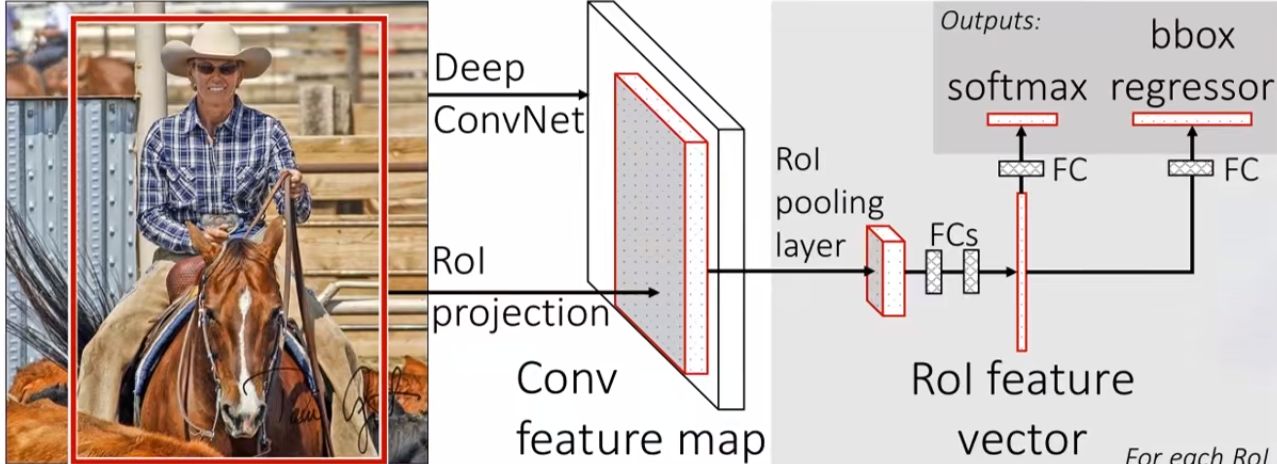 Deep
ConvNet
RoI
projection
Conv
feature map
RoI
pooling
layer
FCs
Outputs:
softmax
bbox
regressor
FC
FC
RoI feature
vector
For each RoI